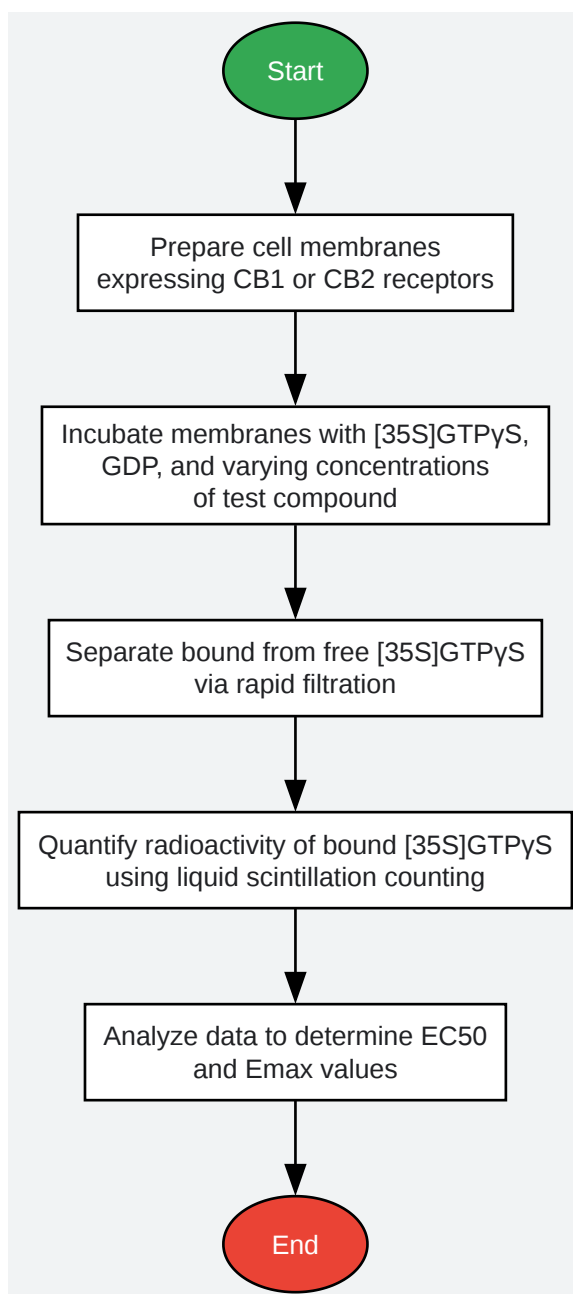 Start
Prepare cell membranes
expressing CB1 or CB2 receptors
Incubate membranes with [35S]GTPγS,
GDP, and varying concentrations
of test compound
Separate bound from free [35S]GTPγS
via rapid filtration
Quantify radioactivity of bound [35S]GTPγS
using liquid scintillation counting
Analyze data to determine EC50
and Emax values
End